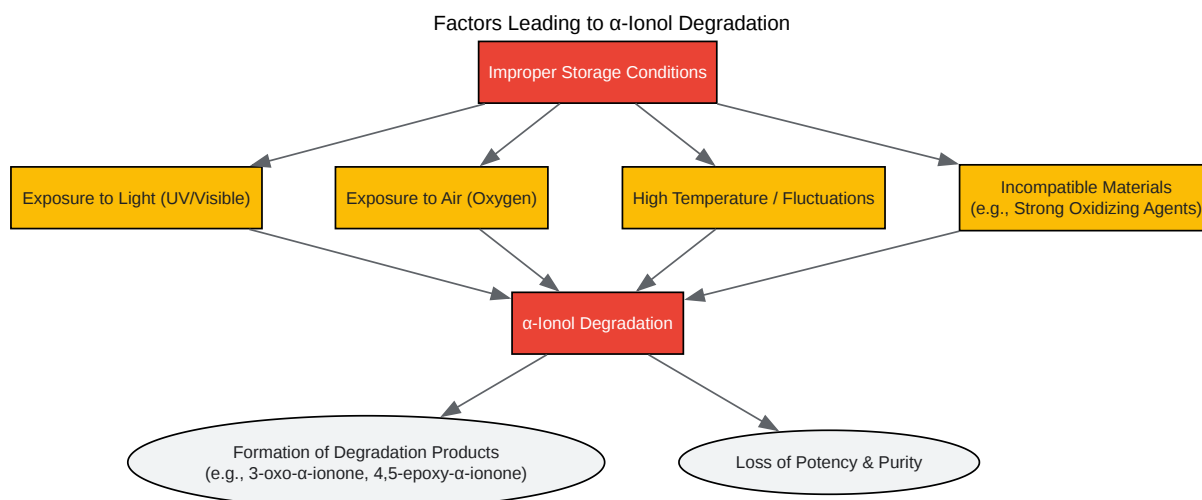 Factors Leading to α-Ionol Degradation
Improper Storage Conditions
Exposure to Light (UV/Visible)
Exposure to Air (Oxygen)
High Temperature / Fluctuations
Incompatible Materials
(e.g., Strong Oxidizing Agents)
α-Ionol Degradation
Formation of Degradation Products
(e.g., 3-oxo-α-ionone, 4,5-epoxy-α-ionone)
Loss of Potency & Purity